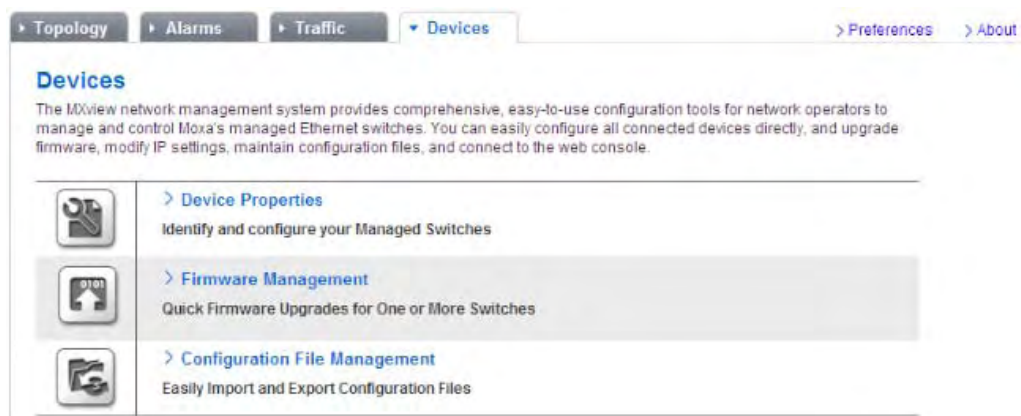 Topology Alarms Traffic Devices > Preferences > About
Devices
The MXview network management system provides comprehensive, easy-to-use configuration tools for network operators to
manage and control Moxa's managed Ethernet switches. You can easily configure all connected devices directly, and upgrade
firmware, modify IP settings, maintain configuration files, and connect to the web console.
> Device Properties
Identify and configure your Managed Switches
0101
> Firmware Management
Quick Firmware Upgrades for One or More Switches
> Configuration File Management
Easily Import and Export Configuration Files